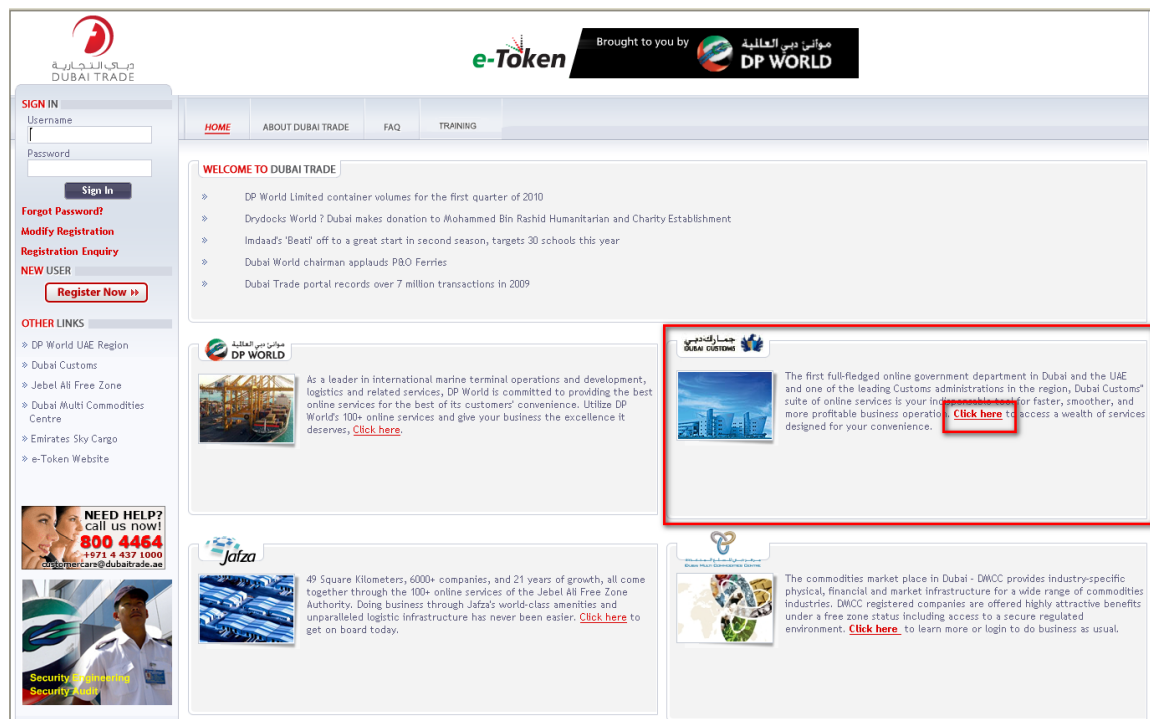 دبي التجارية
DUBAI TRADE
e-Token
Brought to you by
موانئ دبي العالمية
DP WORLD
SIGN IN
Username
Password
Sign In
Forgot Password?
Modify Registration
Registration Enquiry
NEW USER
Register Now »
OTHER LINKS
» DP World UAE Region
» Dubai Customs
» Jebel Ali Free Zone
» Dubai Multi Commodities
Centre
» Emirates Sky Cargo
» e-Token Website
NEED HELP?
call us now!
800 4464
+971 4 437 1000
customercare@dubaitrade.ae
Security Engineering
Security Audit
HOME
ABOUT DUBAI TRADE
FAQ
TRAINING
WELCOME TO DUBAI TRADE
» DP World Limited container volumes for the first quarter of 2010
» Drydocks World ? Dubai makes donation to Mohammed Bin Rashid Humanitarian and Charity Establishment
» Imdaad's 'Beati' off to a great start in second season, targets 30 schools this year
» Dubai World chairman applauds P&O Ferries
» Dubai Trade portal records over 7 million transactions in 2009
موانئ دبي العالمية
DP WORLD
As a leader in international marine terminal operations and development,
logistics and related services, DP World is committed to providing the best
online services for the best of its customers' convenience. Utilize DP
World's 100+ online services and give your business the excellence it
deserves, Click here.
جمارك دبي
DUBAI CUSTOMS
The first full-fledged online government department in Dubai and the UAE
and one of the leading Customs administrations in the region, Dubai Customs"
suite of online services is your indispensable tool for faster, smoother, and
more profitable business operation. Click here to access a wealth of services
designed for your convenience.
Jafza
49 Square Kilometers, 6000+ companies, and 21 years of growth, all come
together through the 100+ online services of the Jebel Ali Free Zone
Authority. Doing business through Jafza's world-class amenities and
unparalleled logistic infrastructure has never been easier. Click here to
get on board today.
DUBAI MULTI COMMODITIES CENTRE
The commodities market place in Dubai - DMCC provides industry-specific
physical, financial and market infrastructure for a wide range of commodities
industries. DMCC registered companies are offered highly attractive benefits
under a free zone status including access to a secure regulated
environment. Click here to learn more or login to do business as usual.